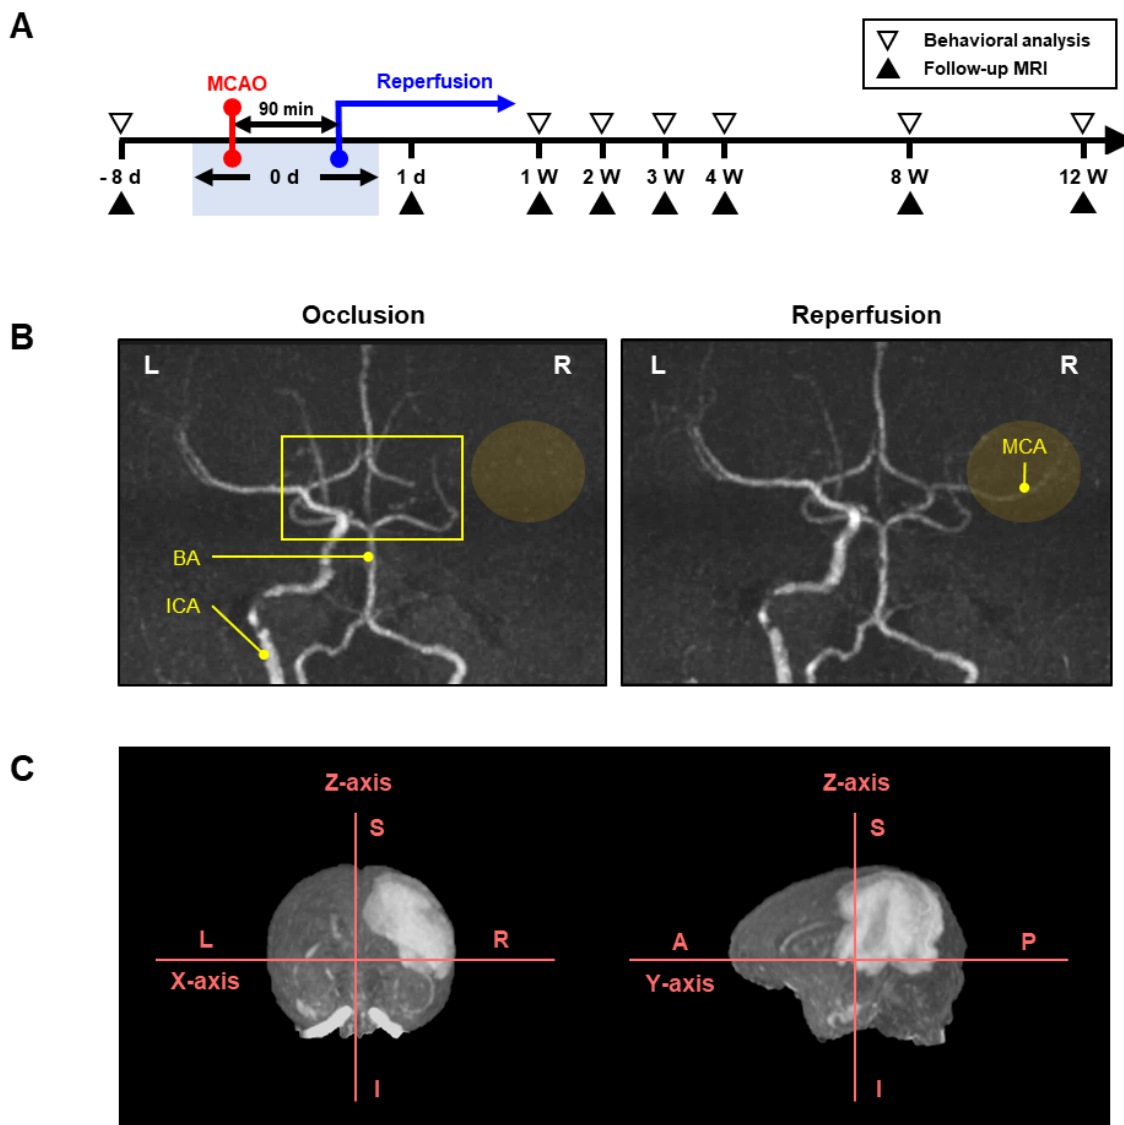 A
Behavioral analysis
Follow-up MRI
MCAO
90 min
Reperfusion
- 8 d
0 d
1 d
1 W
2 W
3 W
4 W
8 W
12 W
B
Occlusion
Reperfusion
L
R
L
R
MCA
BA
ICA
C
Z-axis
Z-axis
S
S
L
R
A
P
X-axis
Y-axis
I
I